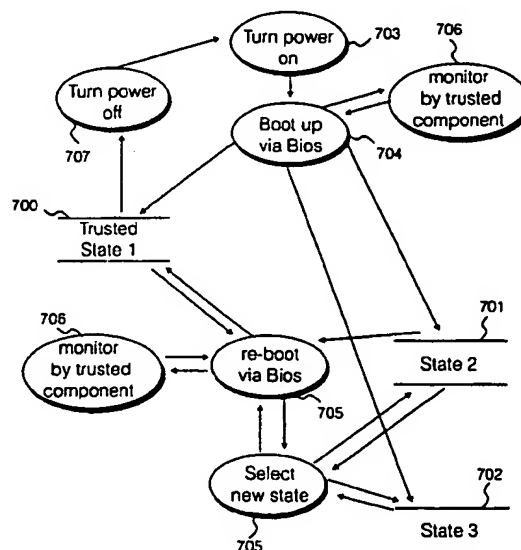 Turn power
on
703
706
monitor
by trusted
component
Turn power
off
707
Boot up
via Bios
704
700
Trusted
State 1
701
State 2
706
monitor
by trusted
component
re-boot
via Bios
705
Select
new state
705
702
State 3